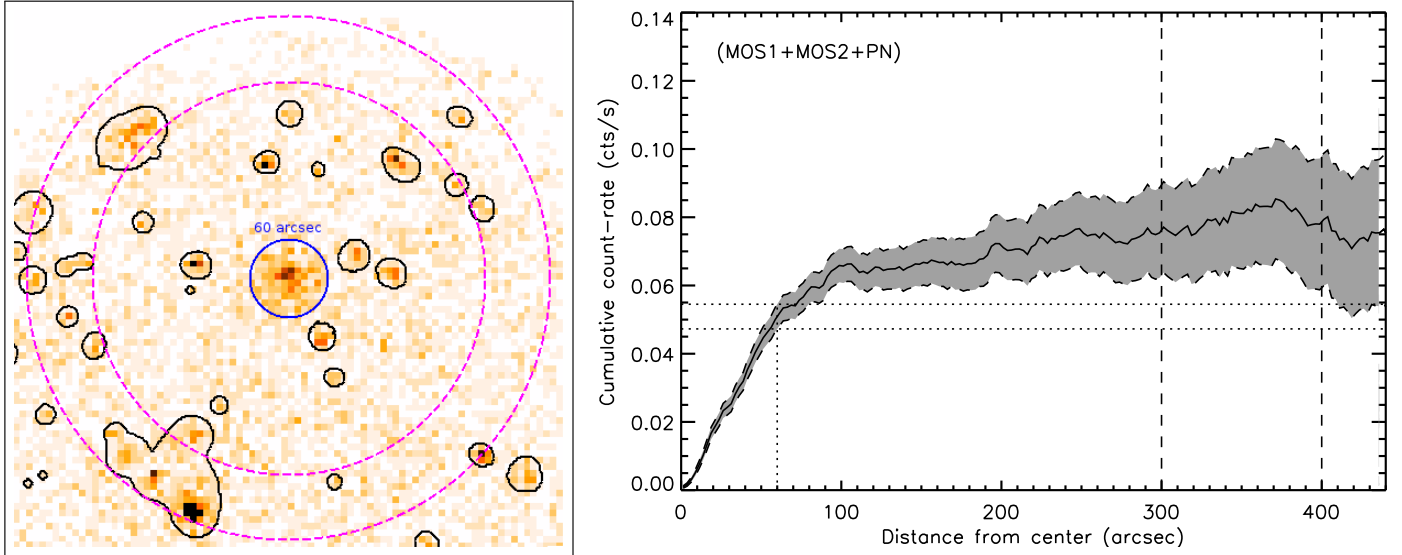 60 arcsec
(MOS1+MOS2+PN)
Cumulative count-rate (cts/s)
0.14
0.12
0.10
0.08
0.06
0.04
0.02
0.00
0 100 200 300 400
Distance from center (arcsec)